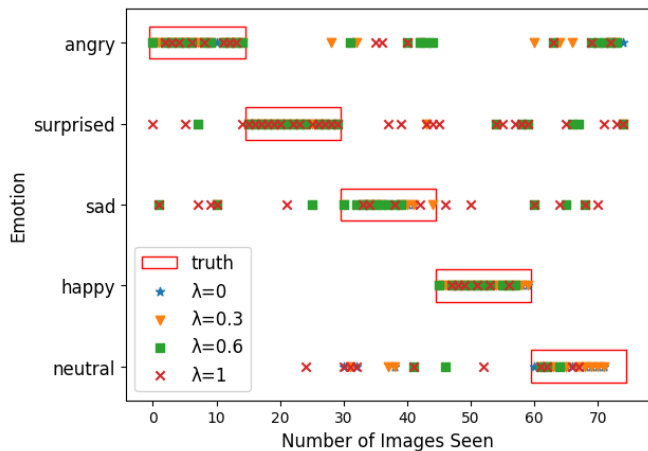 angry
surprised
sad
happy
neutral
Emotion
truth
λ=0
λ=0.3
λ=0.6
λ=1
0 10 20 30 40 50 60 70
Number of Images Seen